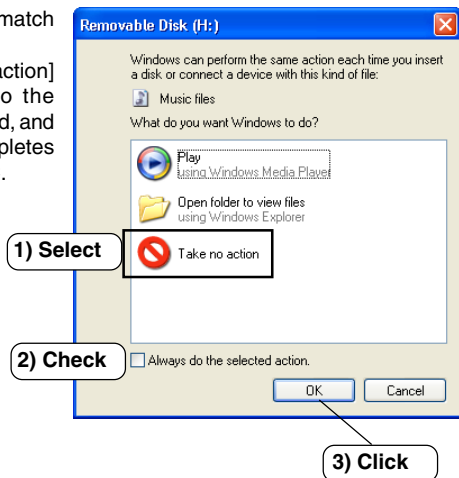 match
action]
o the
d, and
pletes
.
Removable Disk (H:)
Windows can perform the same action each time you insert
a disk or connect a device with this kind of file:
Music files
What do you want Windows to do?
Play
using Windows Media Player
Open folder to view files
using Windows Explorer
1) Select
Take no action
2) Check
Always do the selected action.
OK
Cancel
3) Click